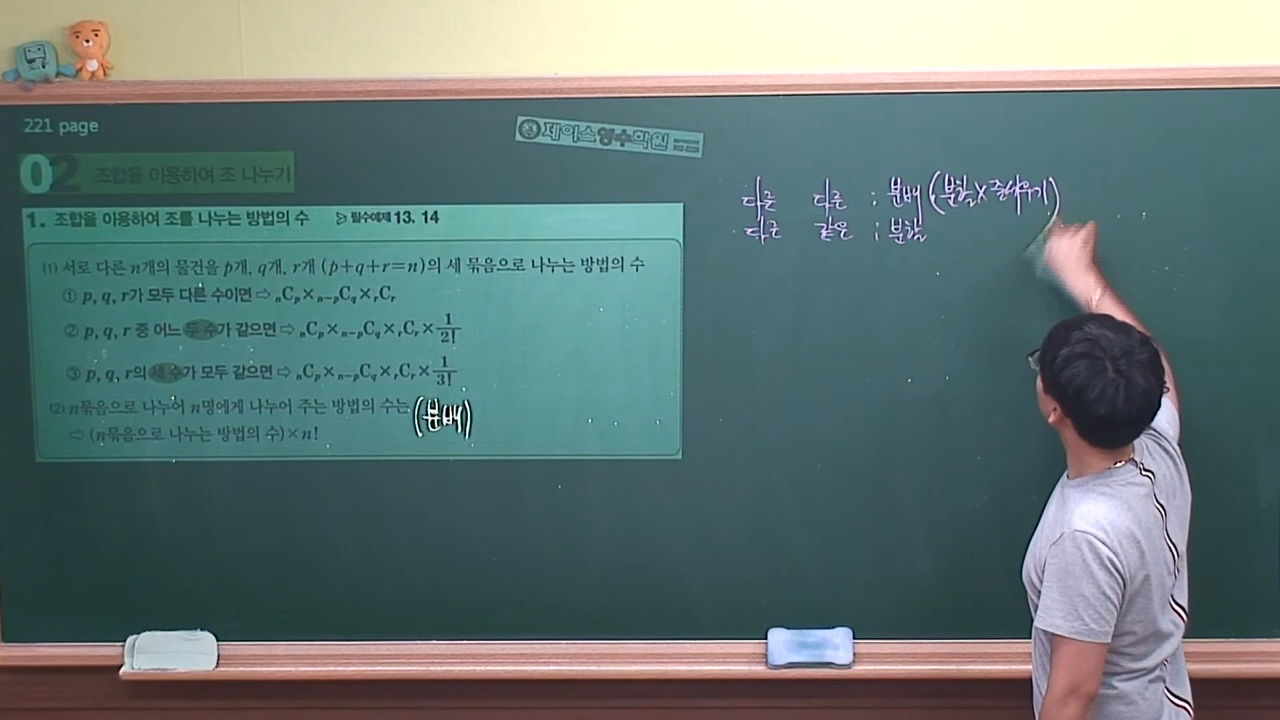 221 page
제이스영수학원
02 조합을 이용하여 조 나누기
1. 조합을 이용하여 조를 나누는 방법의 수 ▷ 필수예제 13, 14
(1) 서로 다른 n개의 물건을 p개, q개, r개 (p+q+r=n)의 세 묶음으로 나누는 방법의 수
① p, q, r가 모두 다른 수이면 ⇨ ₙCₚ×ₙ₋ₚC_q×ᵣCᵣ
② p, q, r 중 어느 두 수가 같으면 ⇨ ₙCₚ×ₙ₋ₚC_q×ᵣCᵣ×1/2!
③ p, q, r의 세 수가 모두 같으면 ⇨ ₙCₚ×ₙ₋ₚC_q×ᵣCᵣ×1/3!
(2) n묶음으로 나누어 n명에게 나누어 주는 방법의 수는 (분배)
⇨ (n묶음으로 나누는 방법의 수)×n!
다른 다른 : 분배 (분할×줄세우기)
다른 같은 : 분할